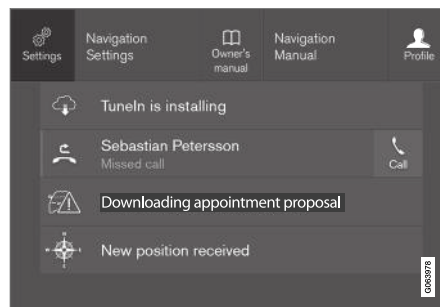 Settings
Navigation
Settings
Owner's
manual
Navigation
Manual
Profile
TuneIn is installing
Sebastian Petersson
Missed call
Call
Downloading appointment proposal
New position received
G063978